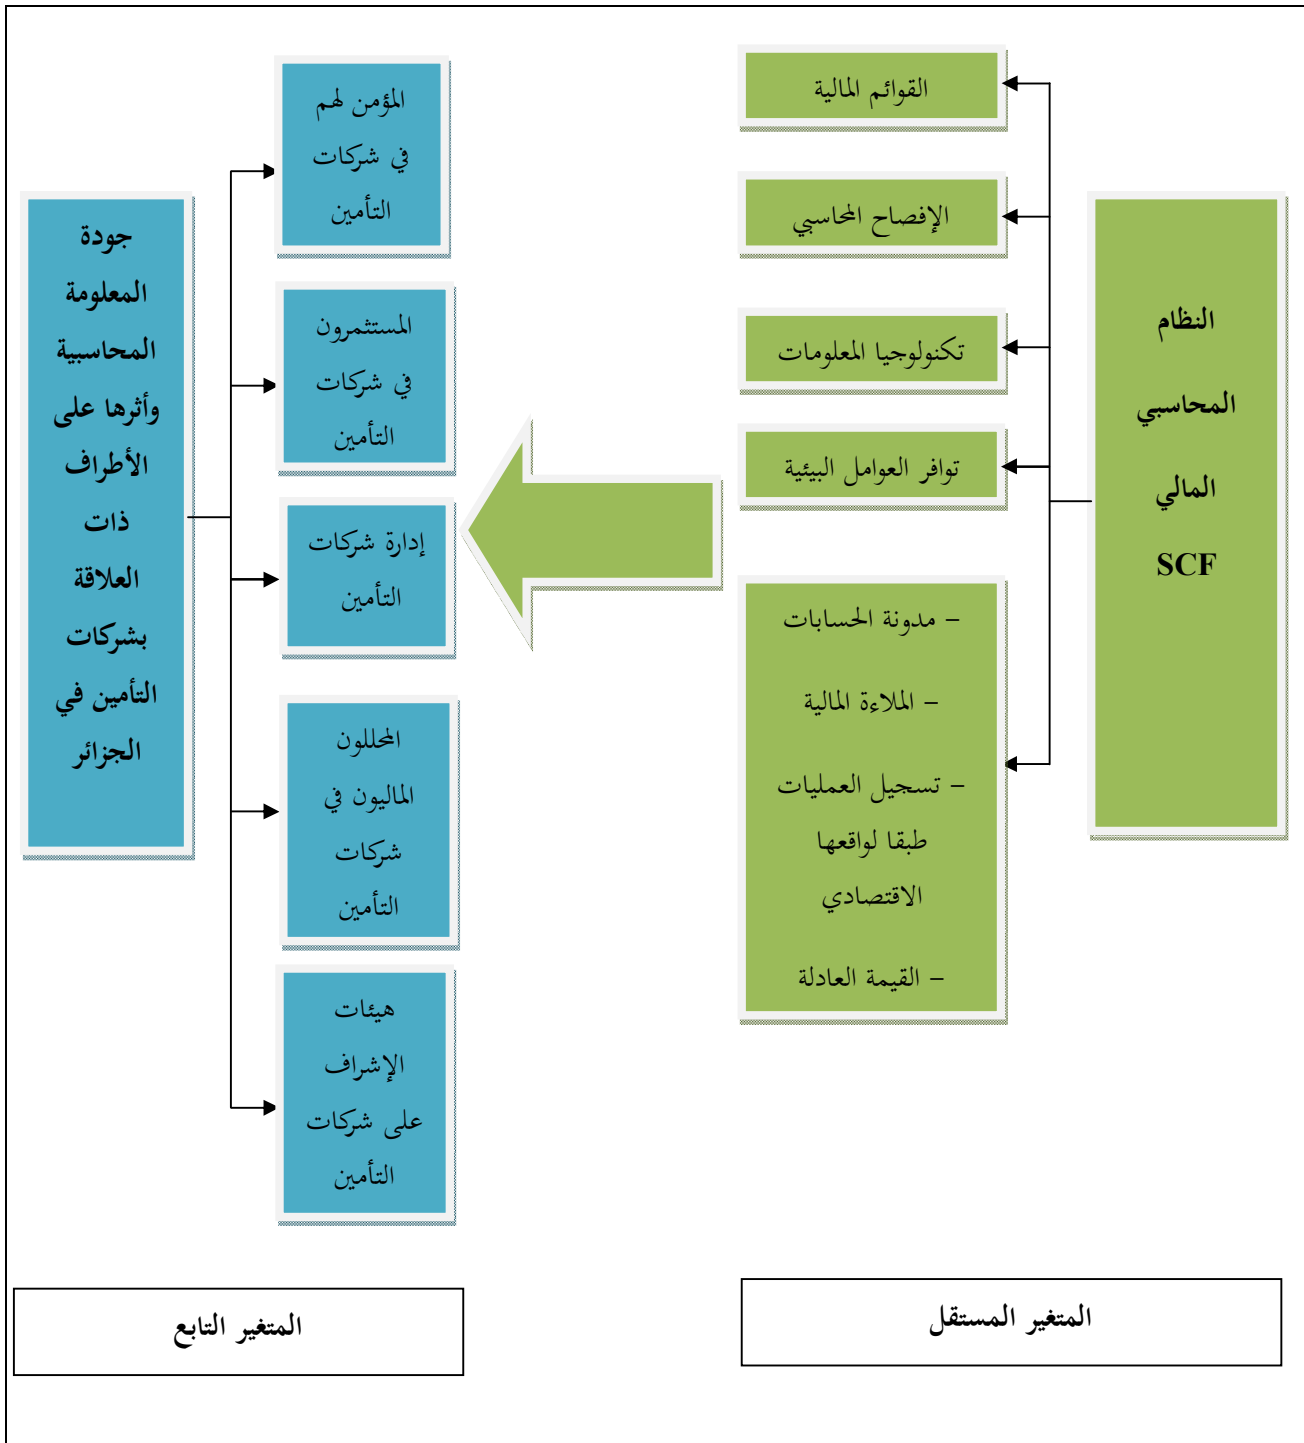 النظام
المحاسبي
المالي
SCF
القوائم المالية
الإفصاح المحاسبي
تكنولوجيا المعلومات
توافر العوامل البيئية
– مدونة الحسابات
– الملاءة المالية
– تسجيل العمليات
طبقا لواقعها
الاقتصادي
– القيمة العادلة
المؤمن لهم
في شركات
التأمين
المستثمرون
في شركات
التأمين
إدارة شركات
التأمين
المحللون
الماليون في
شركات
التأمين
هيئات
الإشراف
على شركات
التأمين
جودة
المعلومة
المحاسبية
وأثرها على
الأطراف
ذات
العلاقة
بشركات
التأمين في
الجزائر
المتغير المستقل
المتغير التابع